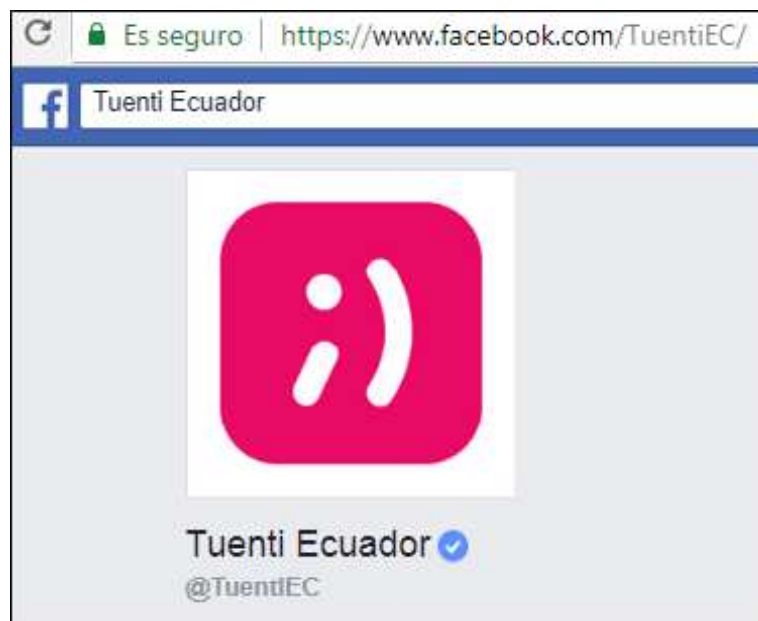 Es seguro | https://www.facebook.com/TuentiEC/
f Tuenti Ecuador
;)
Tuenti Ecuador
@TuentiEC